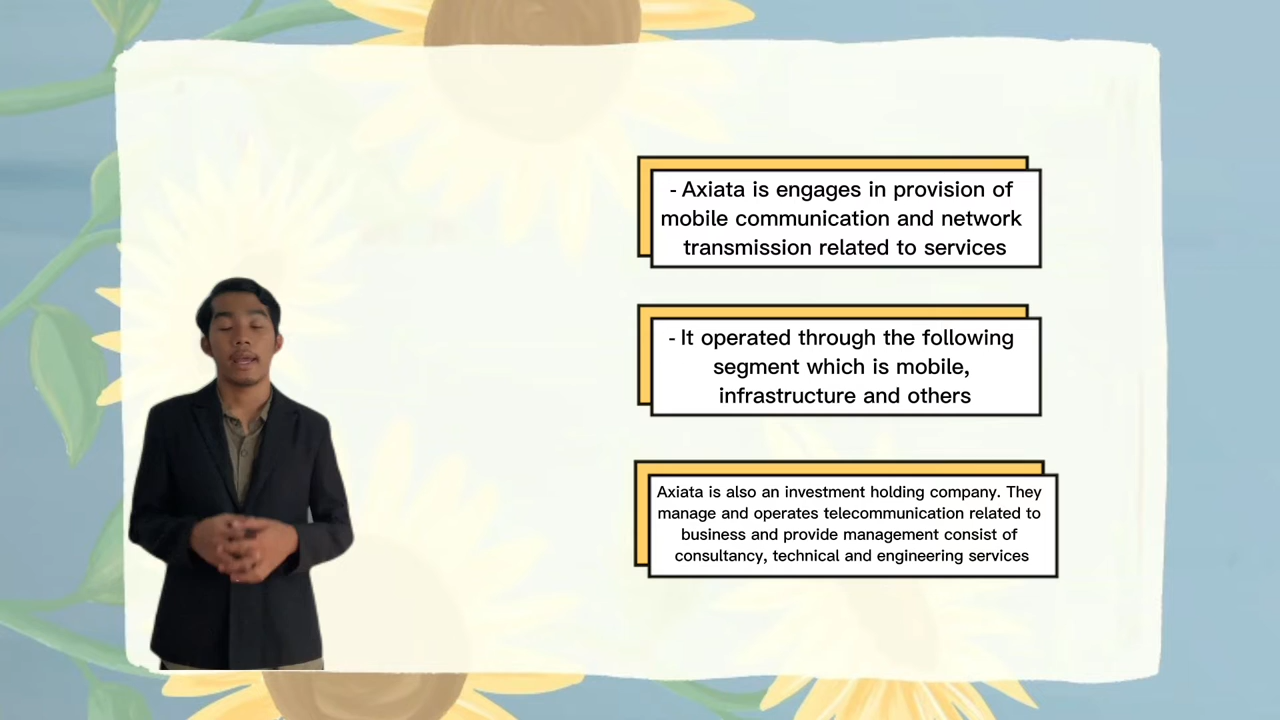 - Axiata is engages in provision of
mobile communication and network
transmission related to services
- It operated through the following
segment which is mobile,
infrastructure and others
Axiata is also an investment holding company. They
manage and operates telecommunication related to
business and provide management consist of
consultancy, technical and engineering services